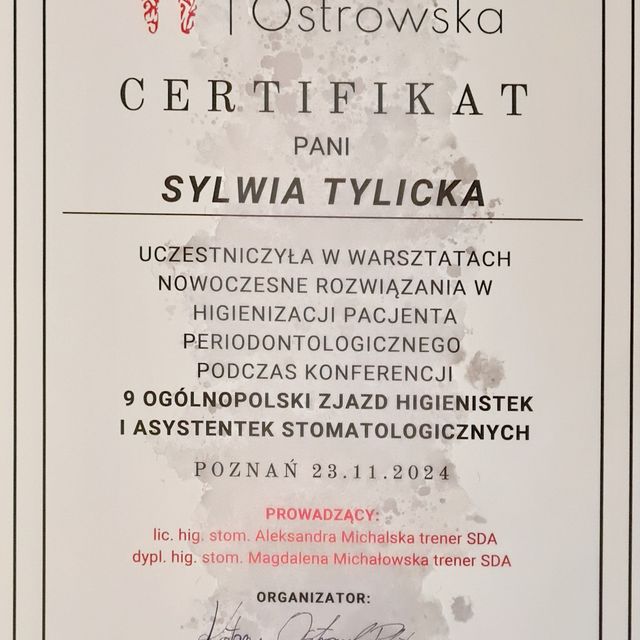 Ostrowska
CERTIFIKAT
PANI
SYLWIA TYLICKA
UCZESTNICZYŁA W WARSZTATACH
NOWOCZESNE ROZWIĄZANIA W
HIGIENIZACJI PACJENTA
PERIODONTOLOGICZNEGO
PODCZAS KONFERENCJI
9 OGÓLNOPOLSKI ZJAZD HIGIENISTEK
I ASYSTENTEK STOMATOLOGICZNYCH
POZNAŃ 23.11.2024
PROWADZĄCY:
lic. hig. stom. Aleksandra Michalska trener SDA
dypl. hig. stom. Magdalena Michałowska trener SDA
ORGANIZATOR: